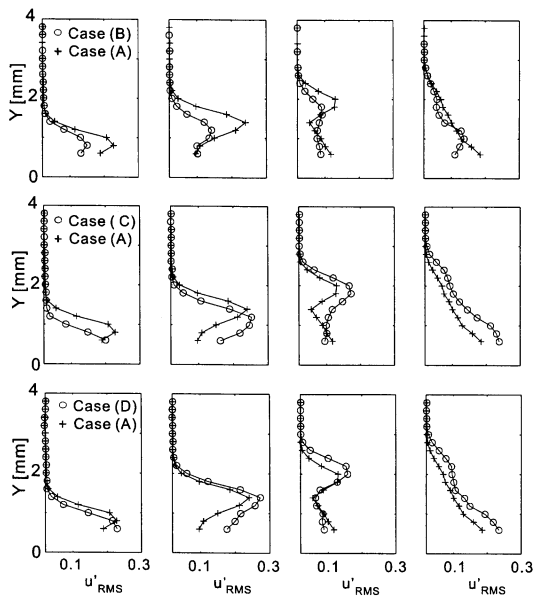 Y [mm]
4
2
0
Case (B)
Case (A)
Y [mm]
4
2
0
Case ( C)
Case (A)
Y [mm]
4
2
0
Case (D)
Case (A)
0.1 0.3 0.1 0.3 0.1 0.3 0.1 0.3
u'RMS u'RMS u'RMS u'RMS